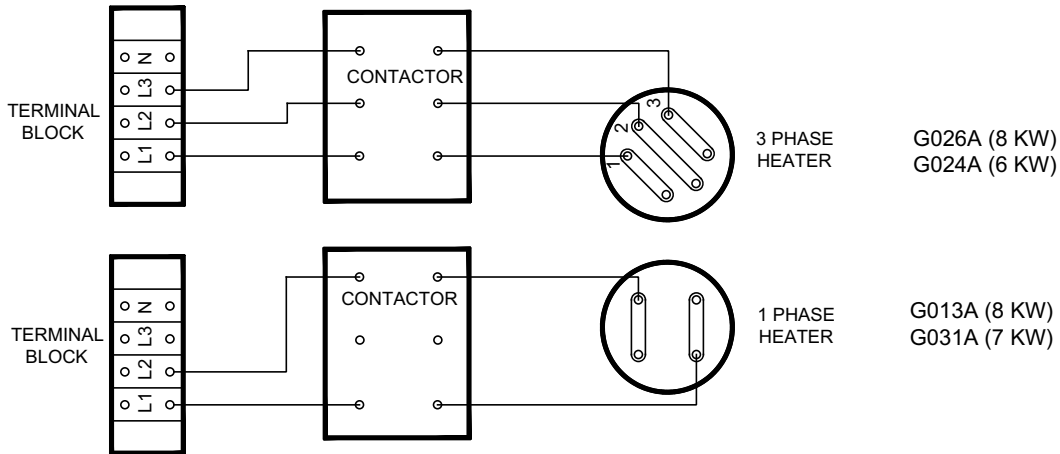 TERMINAL
BLOCK
N
L3
L2
L1
CONTACTOR
1
2
3
3 PHASE
HEATER
G026A (8 KW)
G024A (6 KW)
TERMINAL
BLOCK
N
L3
L2
L1
CONTACTOR
1 PHASE
HEATER
G013A (8 KW)
G031A (7 KW)